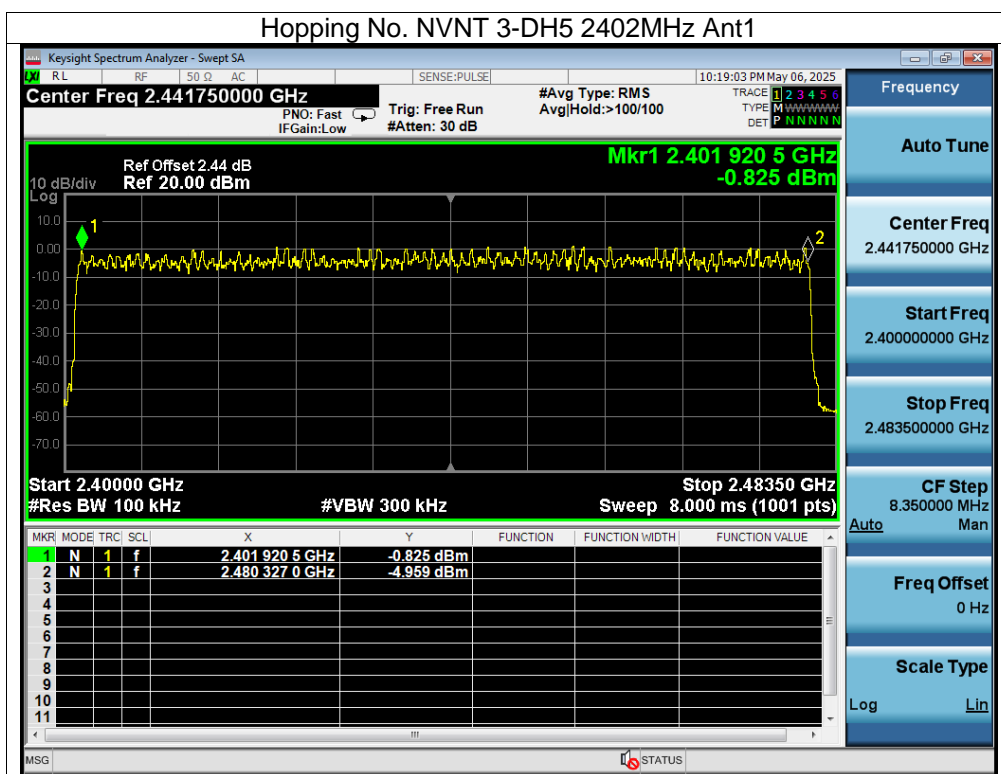 Hopping No. NVNT 3-DH5 2402MHz Ant1
Keysight Spectrum Analyzer - Swept SA
LXI RL RF 50 Ω AC SENSE:PULSE 10:19:03 PM May 06, 2025
Center Freq 2.441750000 GHz #Avg Type: RMS TRACE 1 2 3 4 5 6
PNO: Fast Trig: Free Run Avg|Hold:>100/100 TYPE M WWWWW
IFGain:Low #Atten: 30 dB DET P N N N N N
Ref Offset 2.44 dB Mkr1 2.401 920 5 GHz
10 dB/div Ref 20.00 dBm -0.825 dBm
Log
10.0
1
2
0.00
-10.0
-20.0
-30.0
-40.0
-50.0
-60.0
-70.0
Start 2.40000 GHz Stop 2.48350 GHz
#Res BW 100 kHz #VBW 300 kHz Sweep 8.000 ms (1001 pts)
MKR MODE TRC SCL X Y FUNCTION FUNCTION WIDTH FUNCTION VALUE
1 N 1 f 2.401 920 5 GHz -0.825 dBm
2 N 1 f 2.480 327 0 GHz -4.959 dBm
3
4
5
6
7
8
9
10
11
MSG STATUS
Frequency
Auto Tune
Center Freq
2.441750000 GHz
Start Freq
2.400000000 GHz
Stop Freq
2.483500000 GHz
CF Step
8.350000 MHz
Auto Man
Freq Offset
0 Hz
Scale Type
Log Lin